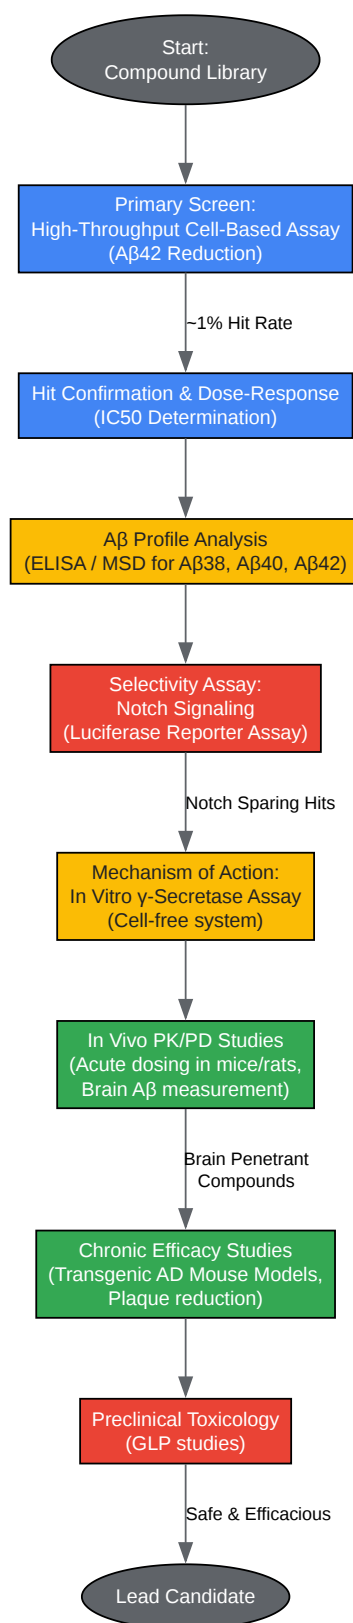 Start:
Compound Library
Primary Screen:
High-Throughput Cell-Based Assay
(Aβ42 Reduction)
~1% Hit Rate
Hit Confirmation & Dose-Response
(IC50 Determination)
Aβ Profile Analysis
(ELISA / MSD for Aβ38, Aβ40, Aβ42)
Selectivity Assay:
Notch Signaling
(Luciferase Reporter Assay)
Notch Sparing Hits
Mechanism of Action:
In Vitro γ-Secretase Assay
(Cell-free system)
In Vivo PK/PD Studies
(Acute dosing in mice/rats,
Brain Aβ measurement)
Brain Penetrant
Compounds
Chronic Efficacy Studies
(Transgenic AD Mouse Models,
Plaque reduction)
Preclinical Toxicology
(GLP studies)
Safe & Efficacious
Lead Candidate